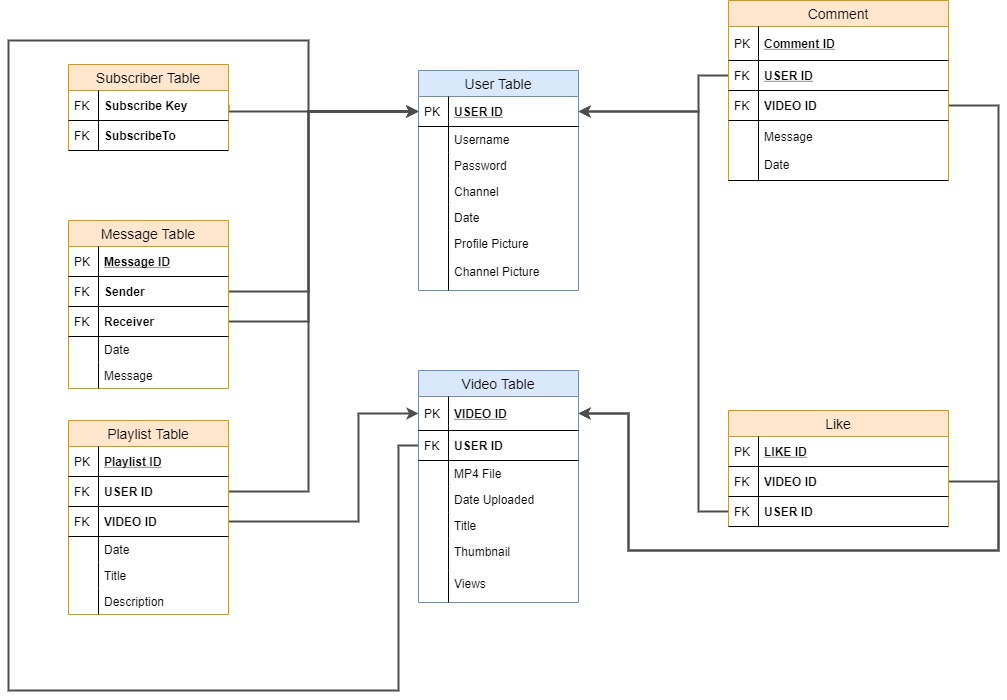 Subscriber Table
FK Subscribe Key
FK SubscribeTo
Message Table
PK Message ID
FK Sender
FK Receiver
Date
Message
Playlist Table
PK Playlist ID
FK USER ID
FK VIDEO ID
Date
Title
Description
User Table
PK USER ID
Username
Password
Channel
Date
Profile Picture
Channel Picture
Video Table
PK VIDEO ID
FK USER ID
MP4 File
Date Uploaded
Title
Thumbnail
Views
Comment
PK Comment ID
FK USER ID
FK VIDEO ID
Message
Date
Like
PK LIKE ID
FK VIDEO ID
FK USER ID